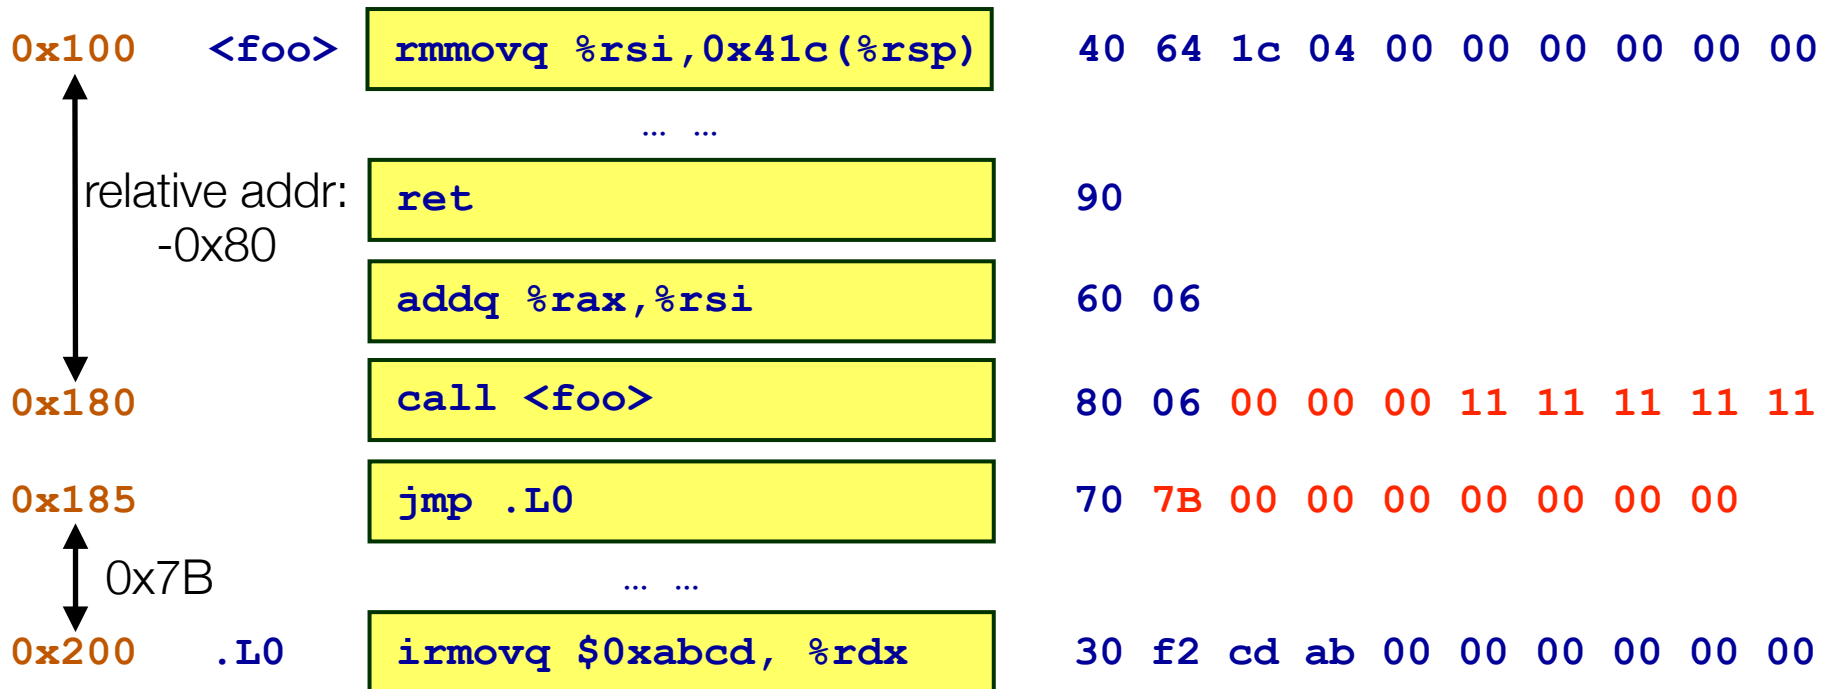 0x100 <foo> rmmovq %rsi,0x41c(%rsp) 40 64 1c 04 00 00 00 00 00 00
… …
relative addr:
-0x80
ret 90
addq %rax,%rsi 60 06
0x180 call <foo> 80 06 00 00 00 11 11 11 11 11
0x185 jmp .L0 70 7B 00 00 00 00 00 00 00
0x7B … …
0x200 .L0 irmovq $0xabcd, %rdx 30 f2 cd ab 00 00 00 00 00 00